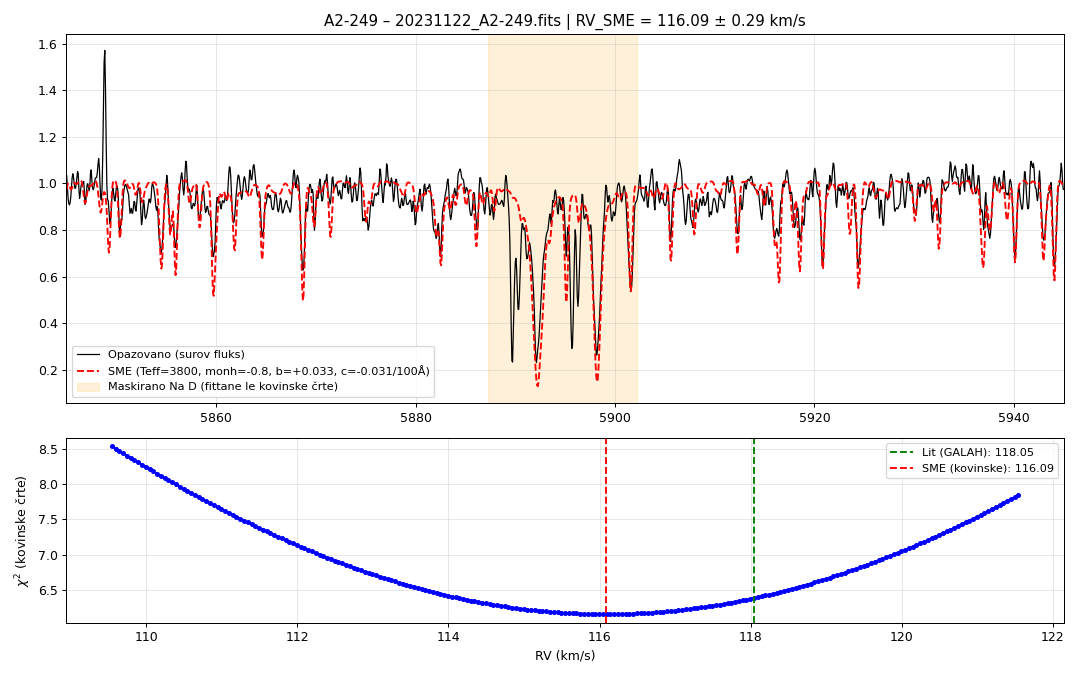 A2-249 – 20231122_A2-249.fits | RV_SME = 116.09 ± 0.29 km/s
1.6
1.4
1.2
1.0
0.8
0.6
0.4
0.2
Opazovano (surov fluks)
SME (Teff=3800, monh=-0.8, b=+0.033, c=-0.031/100Å)
Maskirano Na D (fittane le kovinske črte)
5860 5880 5900 5920 5940
8.5
8.0
7.5
7.0
6.5
χ² (kovinske črte)
Lit (GALAH): 118.05
SME (kovinske): 116.09
110 112 114 116 118 120 122
RV (km/s)